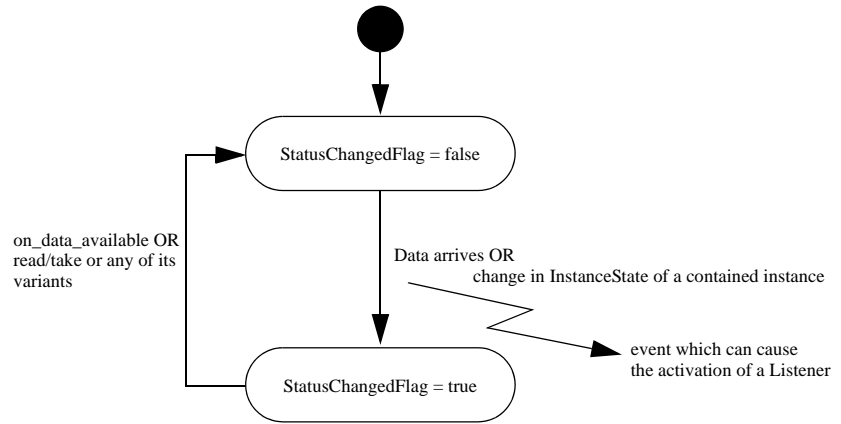 StatusChangedFlag = false
on_data_available OR
read/take or any of its
variants
Data arrives OR
change in InstanceState of a contained instance
event which can cause
the activation of a Listener
StatusChangedFlag = true